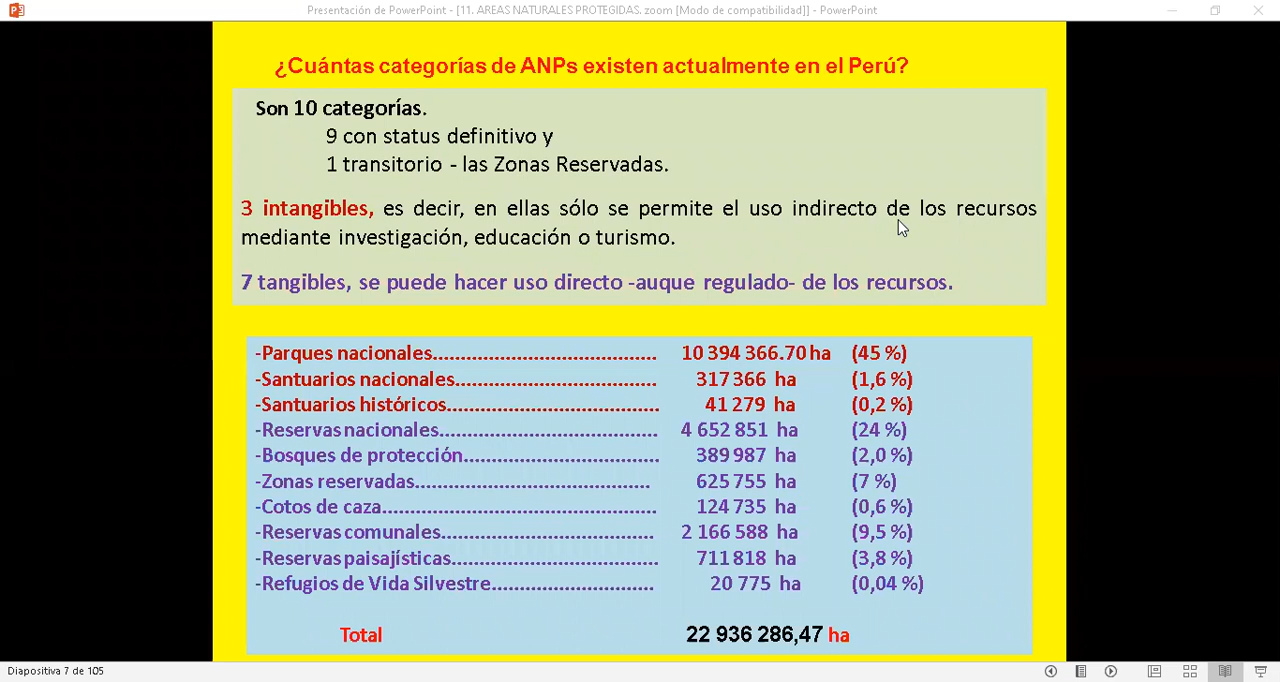 Presentación de PowerPoint - [11. AREAS NATURALES PROTEGIDAS. zoom [Modo de compatibilidad]] - PowerPoint
¿Cuántas categorías de ANPs existen actualmente en el Perú?
Son 10 categorías.
9 con status definitivo y
1 transitorio - las Zonas Reservadas.
3 intangibles, es decir, en ellas sólo se permite el uso indirecto de los recursos
mediante investigación, educación o turismo.
7 tangibles, se puede hacer uso directo -auque regulado- de los recursos.
-Parques nacionales........................................ 10 394 366.70 ha (45 %)
-Santuarios nacionales.................................... 317 366 ha (1,6 %)
-Santuarios históricos...................................... 41 279 ha (0,2 %)
-Reservas nacionales....................................... 4 652 851 ha (24 %)
-Bosques de protección................................... 389 987 ha (2,0 %)
-Zonas reservadas.......................................... 625 755 ha (7 %)
-Cotos de caza................................................. 124 735 ha (0,6 %)
-Reservas comunales...................................... 2 166 588 ha (9,5 %)
-Reservas paisajísticas..................................... 711 818 ha (3,8 %)
-Refugios de Vida Silvestre............................. 20 775 ha (0,04 %)
Total 22 936 286,47 ha
Diapositiva 7 de 105